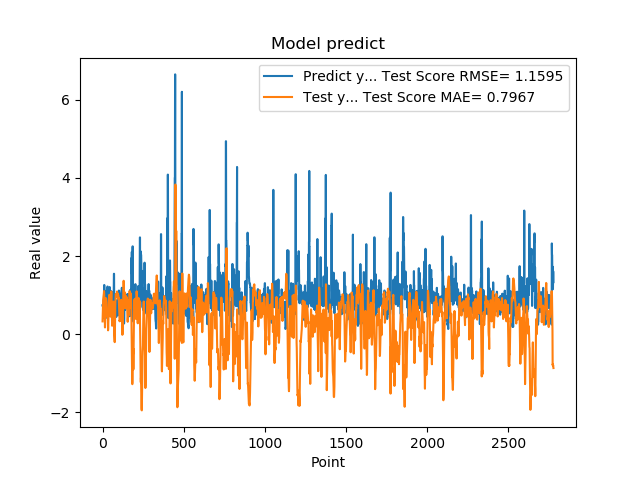 Model predict
Predict y... Test Score RMSE= 1.1595
Test y... Test Score MAE= 0.7967
Real value
6
4
2
0
−2
0 500 1000 1500 2000 2500
Point